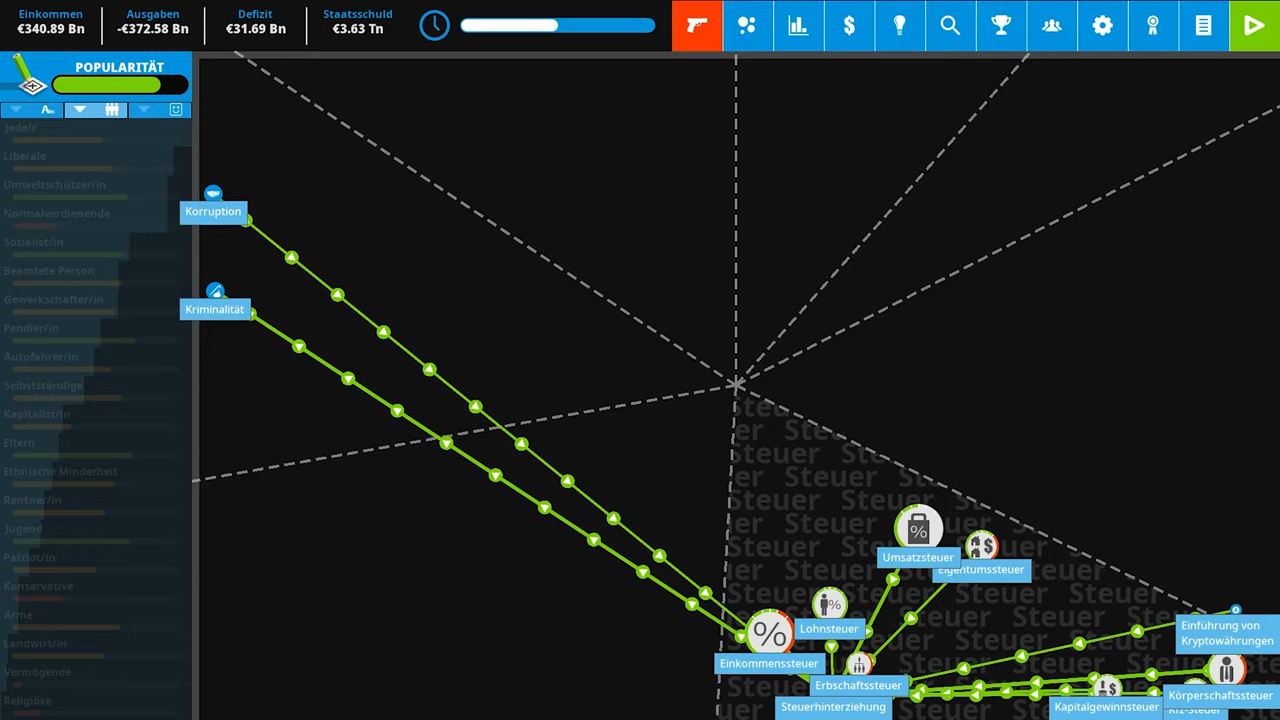 Einkommen
€340.89 Bn
Ausgaben
-€372.58 Bn
Defizit
€31.69 Bn
Staatsschuld
€3.63 Tn
POPULARITÄT
Jede/r
Liberale
Umweltschützer/in
Normalverdienende
Sozialist/in
Beamtete Person
Gewerkschafter/in
Pendler/in
Autofahrer/in
Selbstständige
Kapitalist/in
Eltern
Ethnische Minderheit
Rentner/in
Jugend
Patriot/in
Konservative
Arme
Landwirt/in
Vermögende
Religiöse
Korruption
Kriminalität
Umsatzsteuer
Eigentumssteuer
Lohnsteuer
Einkommenssteuer
Erbschaftssteuer
Steuerhinterziehung
Einführung von
Kryptowährungen
Körperschaftssteuer
Kapitalgewinnsteuer
Kfz-Steuer